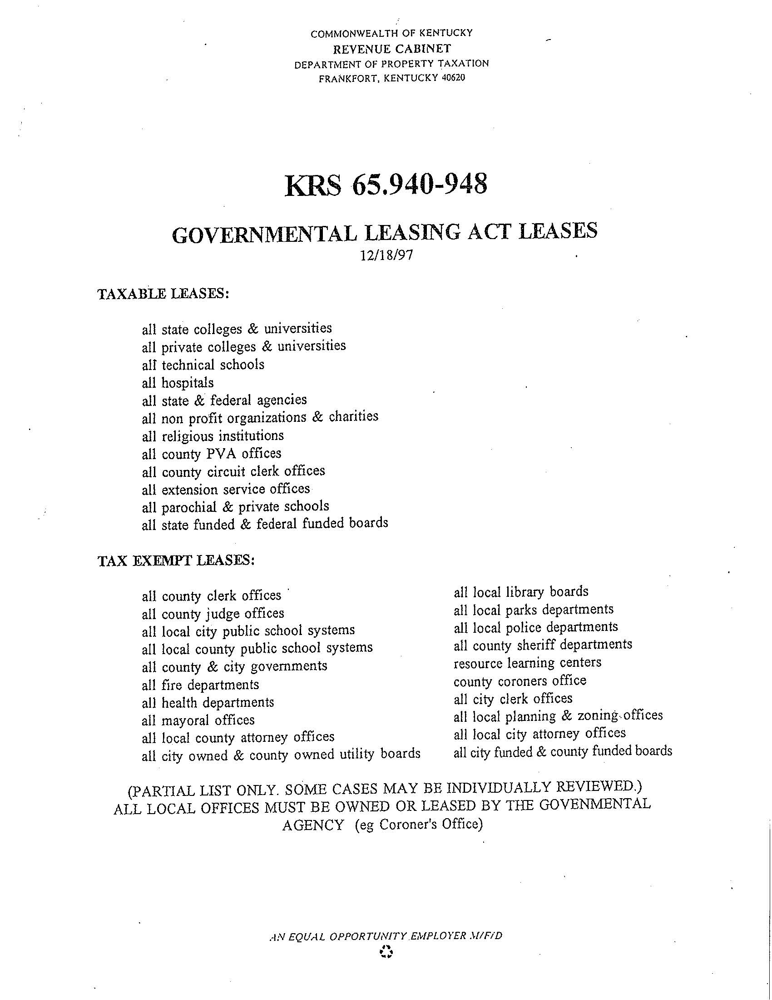 COMMONWEALTH OF KENTUCKY
REVENUE CABINET
DEPARTMENT OF PROPERTY TAXATION
FRANKFORT, KENTUCKY 40620
KRS 65.940-948
GOVERNMENTAL LEASING ACT LEASES
12/18/97
TAXABLE LEASES:
all state colleges & universities
all private colleges & universities
all technical schools
all hospitals
all state & federal agencies
all non profit organizations & charities
all religious institutions
all county PVA offices
all county circuit clerk offices
all extension service offices
all parochial & private schools
all state funded & federal funded boards
TAX EXEMPT LEASES:
all county clerk offices
all county judge offices
all local city public school systems
all local county public school systems
all county & city governments
all fire departments
all health departments
all mayoral offices
all local county attorney offices
all city owned & county owned utility boards
all local library boards
all local parks departments
all local police departments
all county sheriff departments
resource learning centers
county coroners office
all city clerk offices
all local planning & zoning offices
all local city attorney offices
all city funded & county funded boards
(PARTIAL LIST ONLY. SOME CASES MAY BE INDIVIDUALLY REVIEWED.)
ALL LOCAL OFFICES MUST BE OWNED OR LEASED BY THE GOVENMENTAL
AGENCY (eg Coroner's Office)
AN EQUAL OPPORTUNITY EMPLOYER M/F/D